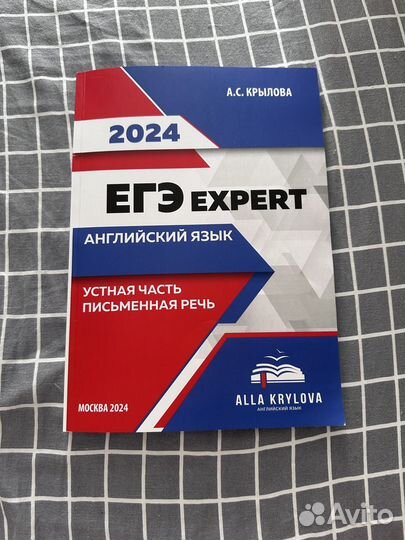 А.С. КРЫЛОВА
2024
ЕГЭ EXPERT
АНГЛИЙСКИЙ ЯЗЫК
УСТНАЯ ЧАСТЬ
ПИСЬМЕННАЯ РЕЧЬ
ALLA KRYLOVA
АНГЛИЙСКИЙ ЯЗЫК
МОСКВА 2024
Avito